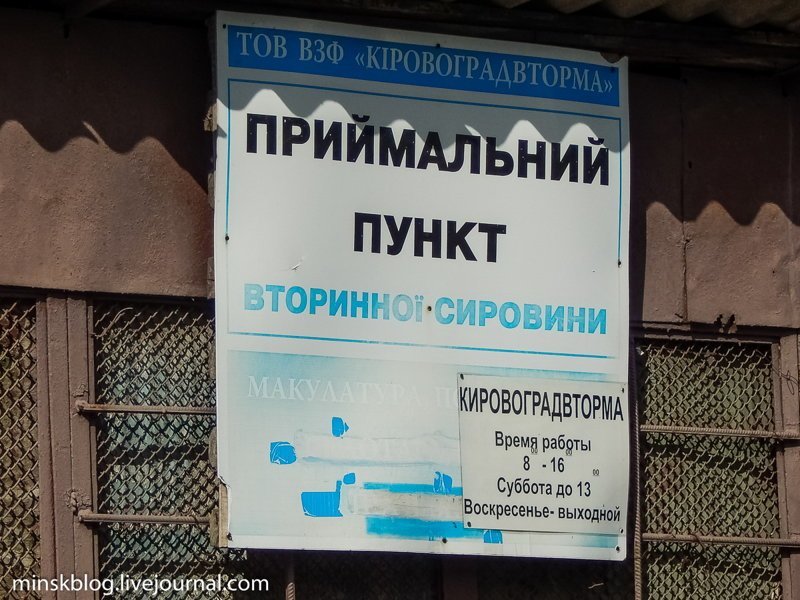 ТОВ ВЗФ «КІРОВОГРАДВТОРМА»
ПРИЙМАЛЬНИЙ
ПУНКТ
ВТОРИННОЇ СИРОВИНИ
МАКУЛАТУРА
КИРОВОГРАДВТОРМА
Время работы
8 00 - 16 00
Суббота до 13 00
Воскресенье- выходной
minskblog.livejournal.com